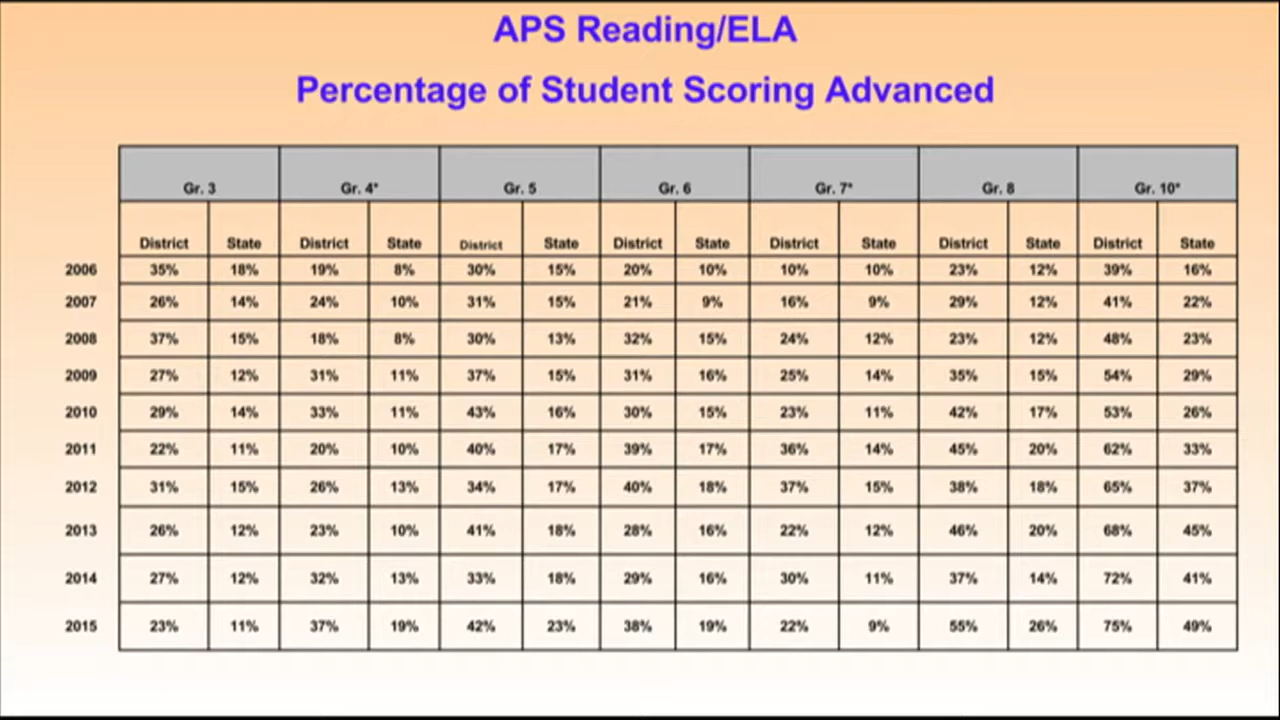 APS Reading/ELA
Percentage of Student Scoring Advanced
Gr. 3 Gr. 4* Gr. 5 Gr. 6 Gr. 7* Gr. 8 Gr. 10*
District State District State District State District State District State District State District State
2006 35% 18% 19% 8% 30% 15% 20% 10% 10% 10% 23% 12% 39% 16%
2007 26% 14% 24% 10% 31% 15% 21% 9% 16% 9% 29% 12% 41% 22%
2008 37% 15% 18% 8% 30% 13% 32% 15% 24% 12% 23% 12% 48% 23%
2009 27% 12% 31% 11% 37% 15% 31% 16% 25% 14% 35% 15% 54% 29%
2010 29% 14% 33% 11% 43% 16% 30% 15% 23% 11% 42% 17% 53% 26%
2011 22% 11% 20% 10% 40% 17% 39% 17% 36% 14% 45% 20% 62% 33%
2012 31% 15% 26% 13% 34% 17% 40% 18% 37% 15% 38% 18% 65% 37%
2013 26% 12% 23% 10% 41% 18% 28% 16% 22% 12% 46% 20% 68% 45%
2014 27% 12% 32% 13% 33% 18% 29% 16% 30% 11% 37% 14% 72% 41%
2015 23% 11% 37% 19% 42% 23% 38% 19% 22% 9% 55% 26% 75% 49%